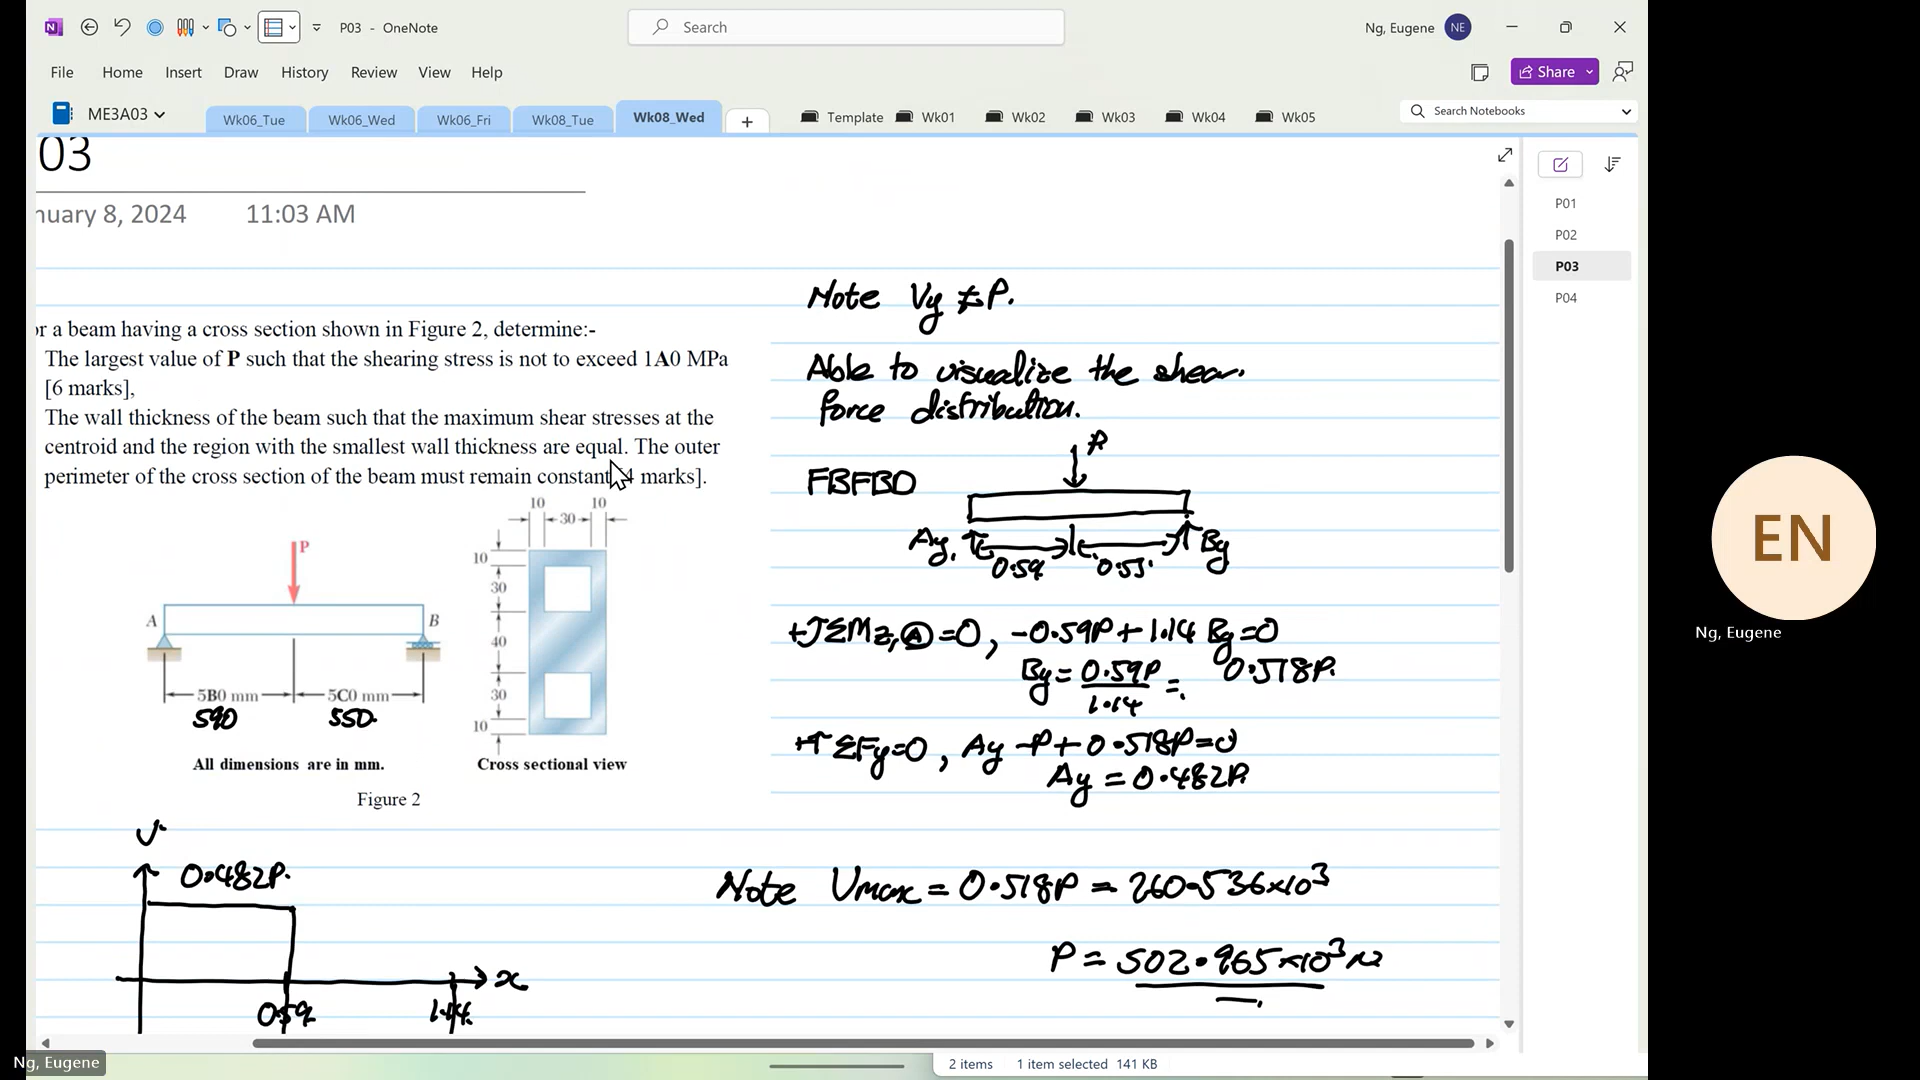 P03 - OneNote
Search
Ng, Eugene
NE
File Home Insert Draw History Review View Help
Share
ME3A03
Wk06_Tue Wk06_Wed Wk06_Fri Wk08_Tue Wk08_Wed + Template Wk01 Wk02 Wk03 Wk04 Wk05
Search Notebooks
P01
P02
P03
P04
03
nuary 8, 2024 11:03 AM
or a beam having a cross section shown in Figure 2, determine:-
The largest value of P such that the shearing stress is not to exceed 1A0 MPa
[6 marks],
The wall thickness of the beam such that the maximum shear stresses at the
centroid and the region with the smallest wall thickness are equal. The outer
perimeter of the cross section of the beam must remain constant marks].
P
A
B
5B0 mm
5C0 mm
590
550.
All dimensions are in mm.
10
30
10
10
30
40
30
10
Cross sectional view
Figure 2
V
0.482P.
x
0.59
1.14.
Note Vy ≠ P.
Able to visualize the shear.
force distribution.
P
FBFBD
Ay,
By
0.59
0.55.
+↺ΣMz,Ⓐ=0, -0.59P+1.14 By=0
By = 0.59P/1.14 = 0.518P.
+↑ΣFy=0, Ay -P+0.518P=0
Ay = 0.482P.
Note Vmax = 0.518P = 260.536×10³
P = 502.965×10³ N
EN
Ng, Eugene
Ng, Eugene
2 items 1 item selected 141 KB